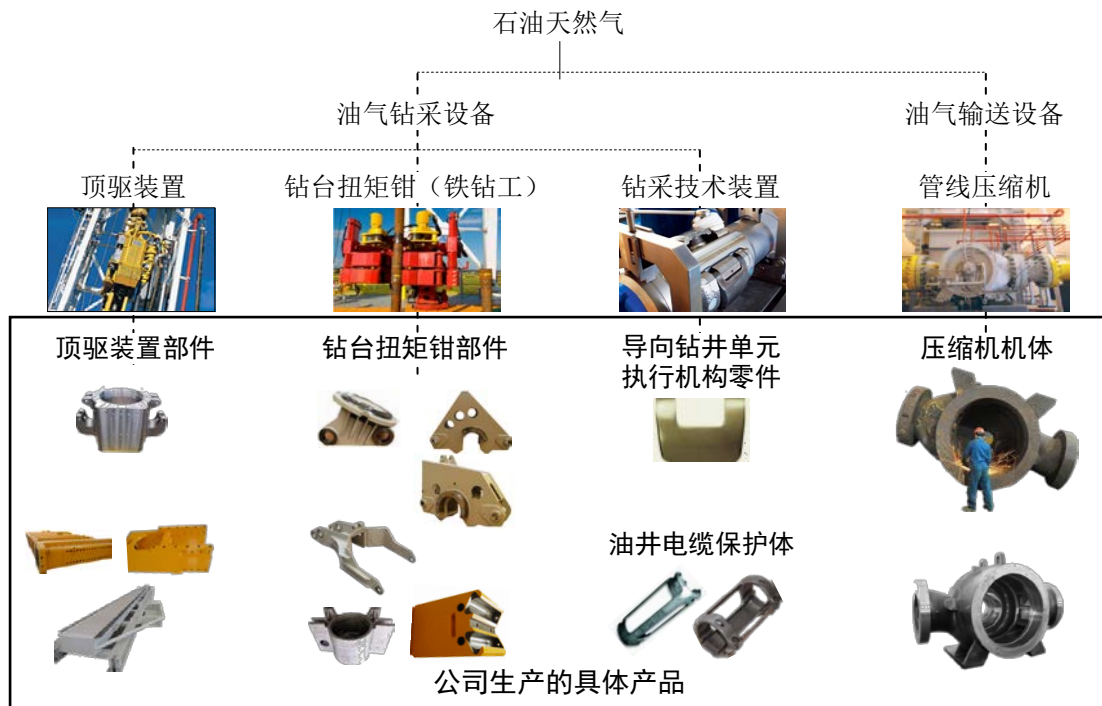 石油天然气
油气钻采设备
油气输送设备
顶驱装置
钻台扭矩钳（铁钻工）
钻采技术装置
管线压缩机
顶驱装置部件
钻台扭矩钳部件
导向钻井单元
执行机构零件
压缩机机体
油井电缆保护体
公司生产的具体产品